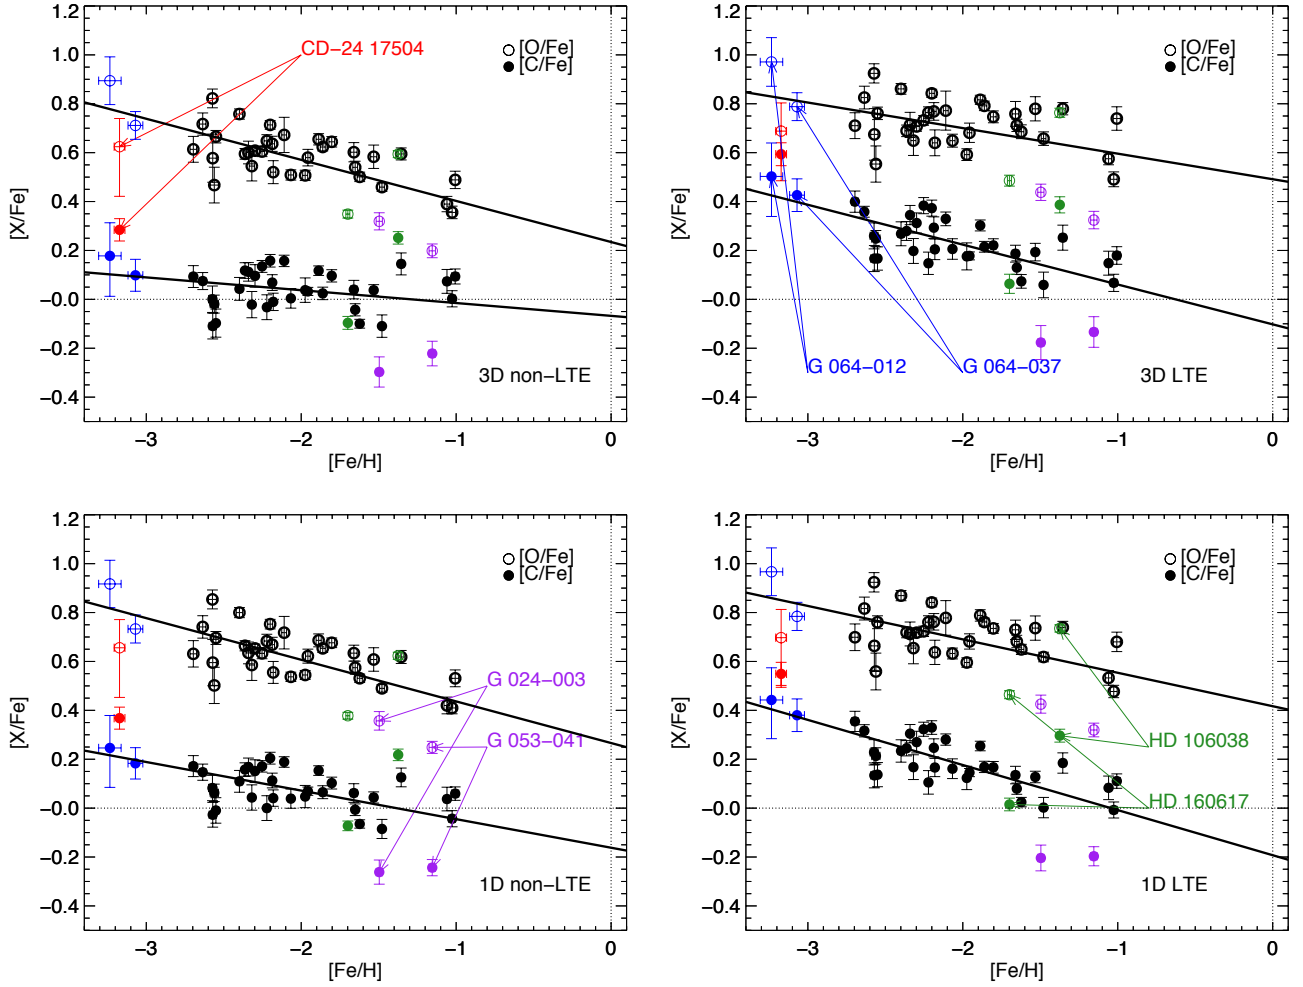 1.2
1.0
0.8
0.6
0.4
0.2
−0.0
−0.2
−0.4
[X/Fe]
CD−24 17504
[O/Fe]
[C/Fe]
3D non−LTE
−3
−2
−1
0
[Fe/H]
1.2
1.0
0.8
0.6
0.4
0.2
−0.0
−0.2
−0.4
[X/Fe]
[O/Fe]
[C/Fe]
G 064−012
G 064−037
3D LTE
−3
−2
−1
0
[Fe/H]
1.2
1.0
0.8
0.6
0.4
0.2
−0.0
−0.2
−0.4
[X/Fe]
[O/Fe]
[C/Fe]
G 024−003
G 053−041
1D non−LTE
−3
−2
−1
0
[Fe/H]
1.2
1.0
0.8
0.6
0.4
0.2
−0.0
−0.2
−0.4
[X/Fe]
[O/Fe]
[C/Fe]
HD 106038
HD 160617
1D LTE
−3
−2
−1
0
[Fe/H]